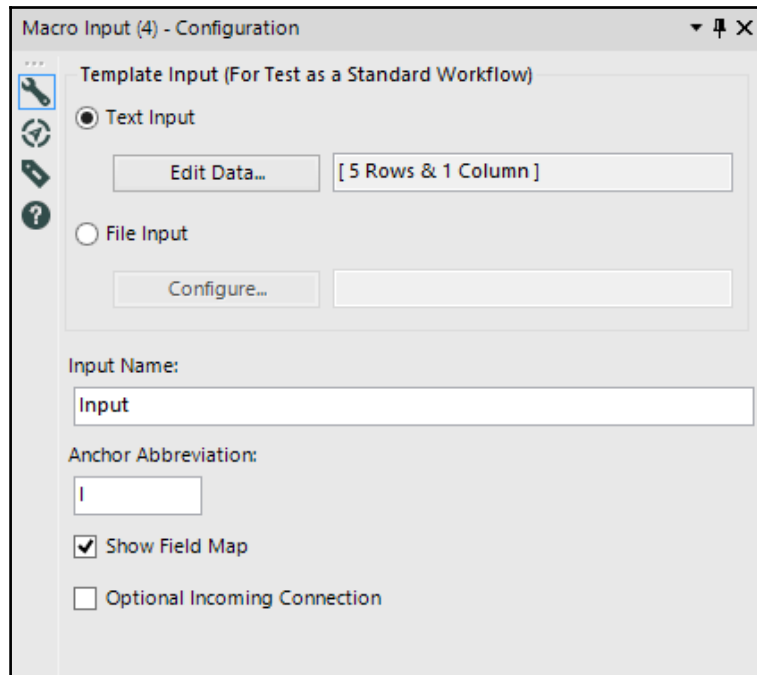 Macro Input (4) - Configuration
Template Input (For Test as a Standard Workflow)
Text Input
Edit Data... [ 5 Rows & 1 Column ]
File Input
Configure...
Input Name:
Input
Anchor Abbreviation:
I
Show Field Map
Optional Incoming Connection